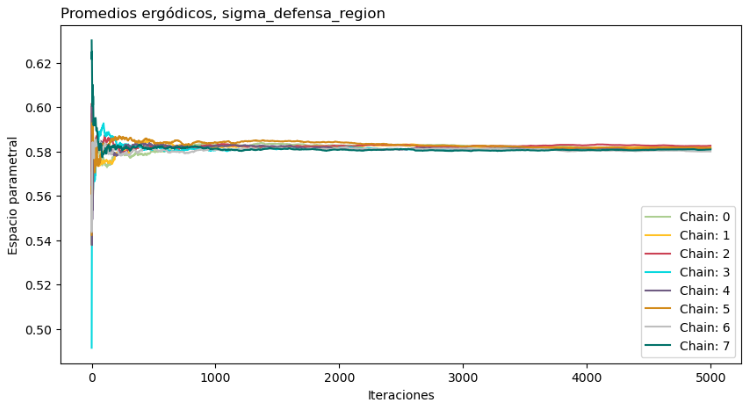 Promedios ergódicos, sigma_defensa_region
Espacio parametral
0.62
0.60
0.58
0.56
0.54
0.52
0.50
0
1000
2000
3000
4000
5000
Iteraciones
Chain: 0
Chain: 1
Chain: 2
Chain: 3
Chain: 4
Chain: 5
Chain: 6
Chain: 7